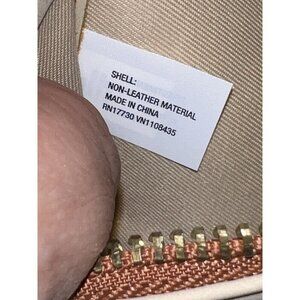 SHELL:
NON-LEATHER MATERIAL
MADE IN CHINA
RN17730 VN1108435